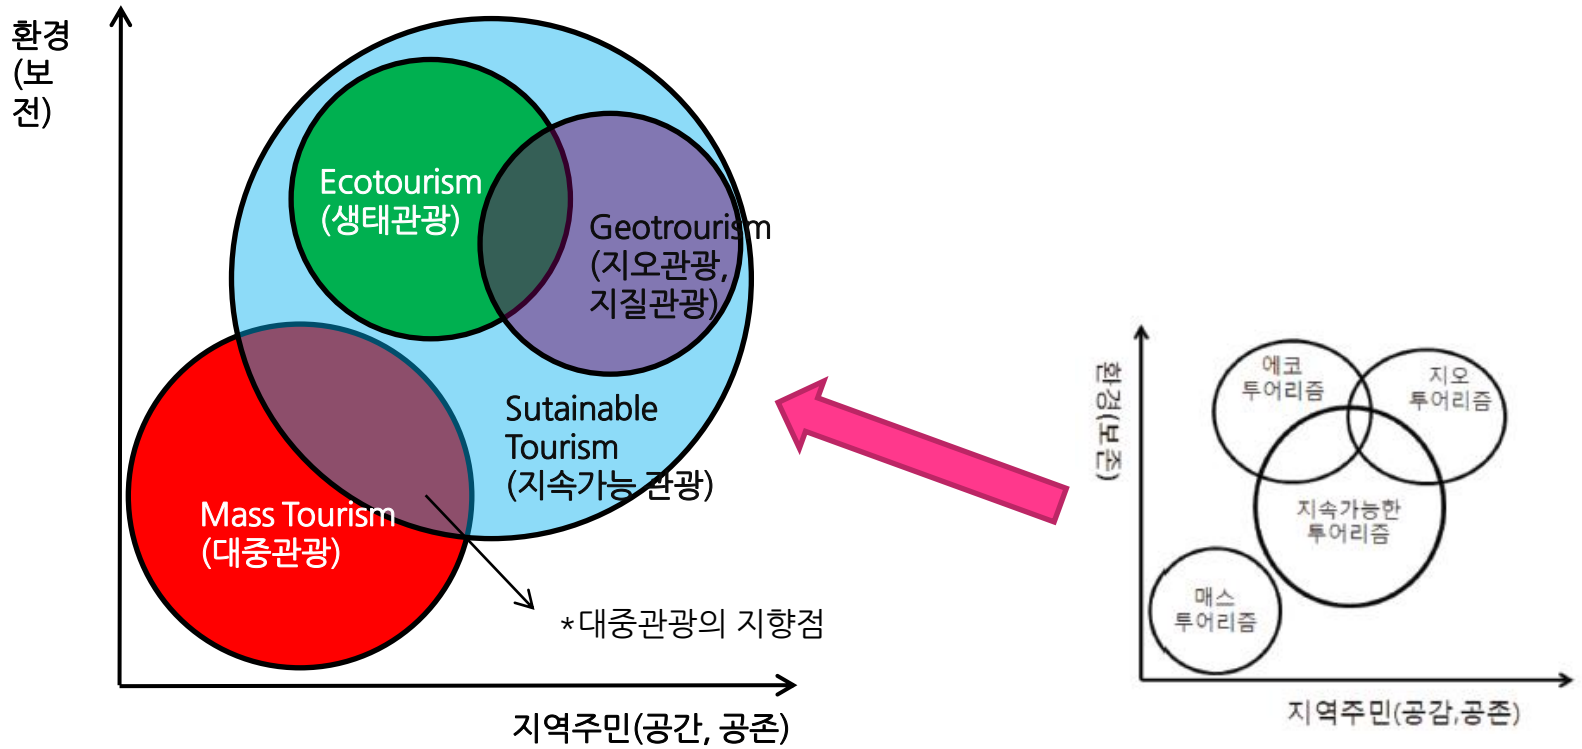 환경
(보
전)
Ecotourism
(생태관광)
Geotrourism
(지오관광,
지질관광)
Sutainable
Tourism
(지속가능 관광)
Mass Tourism
(대중관광)
*대중관광의 지향점
지역주민(공간, 공존)
환경(보존)
에코
투어리즘
지오
투어리즘
지속가능한
투어리즘
매스
투어리즘
지역주민(공감,공존)